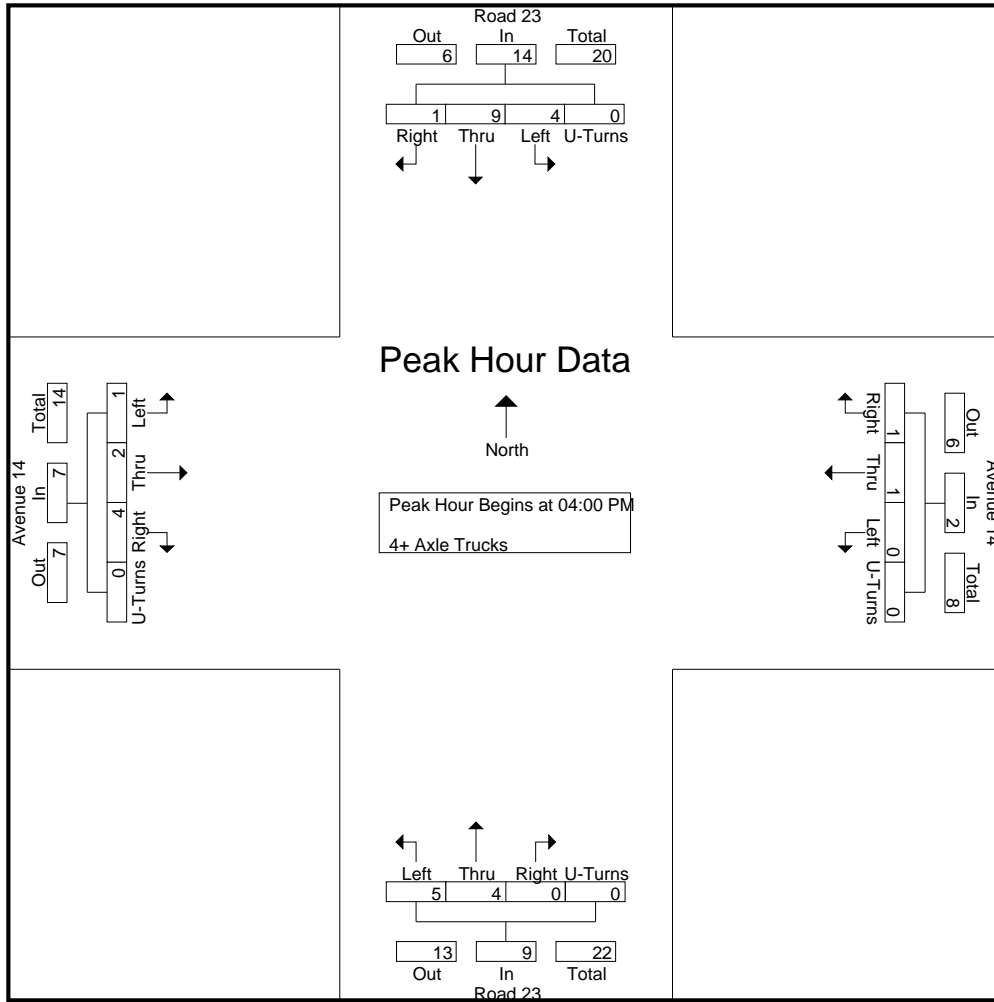 Road 23
Out In Total
6 14 20
1 9 4 0
Right Thru Left U-Turns
Peak Hour Data
North
Peak Hour Begins at 04:00 PM
4+ Axle Trucks
Avenue 14
Total In Out
14 7 7
1 2 4 0
Left Thru Right U-Turns
Avenue 14
Out In Total
6 2 8
1 1 0 0
Right Thru Left U-Turns
Left Thru Right U-Turns
5 4 0 0
13 9 22
Out In Total
Road 23